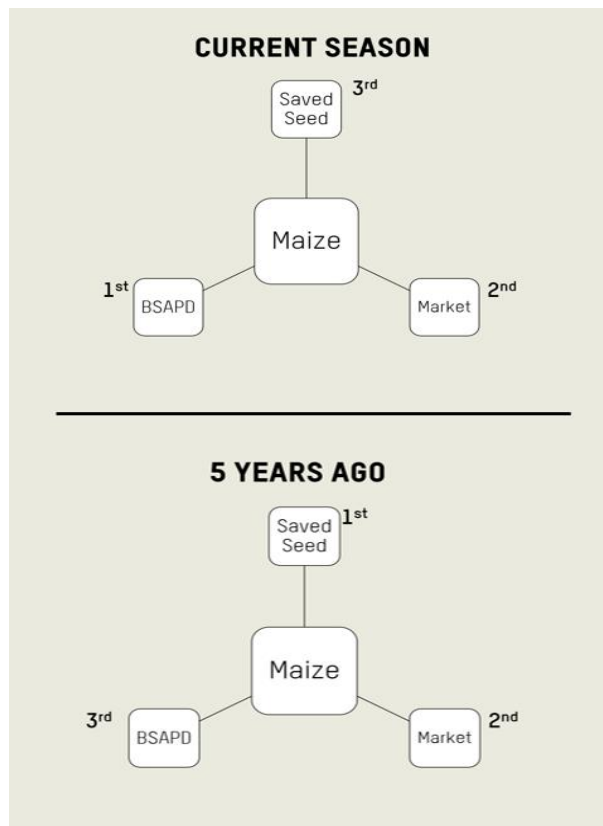 CURRENT SEASON
3rd
Saved
Seed
Maize
1st
BSAPD
Market
2nd
5 YEARS AGO
1st
Saved
Seed
Maize
3rd
BSAPD
Market
2nd